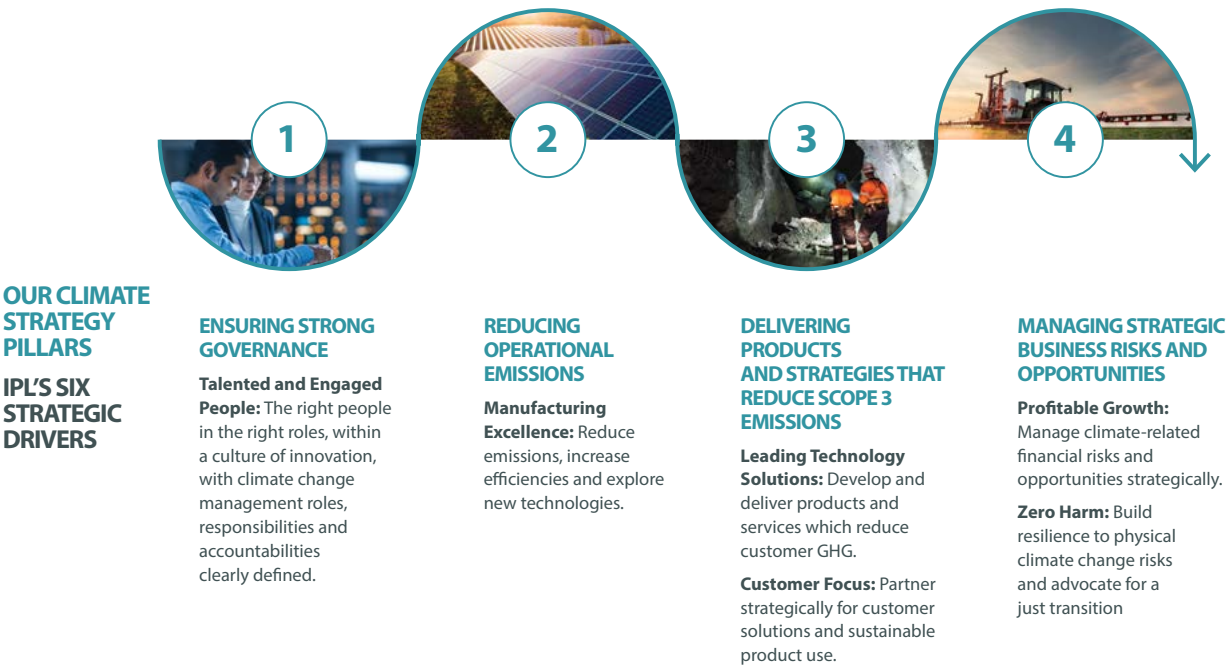 1
2
3
4
OUR CLIMATE
STRATEGY
PILLARS
IPL’S SIX
STRATEGIC
DRIVERS
ENSURING STRONG
GOVERNANCE
Talented and Engaged
People: The right people
in the right roles, within
a culture of innovation,
with climate change
management roles,
responsibilities and
accountabilities
clearly defined.
REDUCING
OPERATIONAL
EMISSIONS
Manufacturing
Excellence: Reduce
emissions, increase
efficiencies and explore
new technologies.
DELIVERING
PRODUCTS
AND STRATEGIES THAT
REDUCE SCOPE 3
EMISSIONS
Leading Technology
Solutions: Develop and
deliver products and
services which reduce
customer GHG.
Customer Focus: Partner
strategically for customer
solutions and sustainable
product use.
MANAGING STRATEGIC
BUSINESS RISKS AND
OPPORTUNITIES
Profitable Growth:
Manage climate-related
financial risks and
opportunities strategically.
Zero Harm: Build
resilience to physical
climate change risks
and advocate for a
just transition